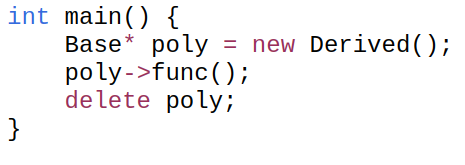 int main() {
    Base* poly = new Derived();
    poly->func();
    delete poly;
}